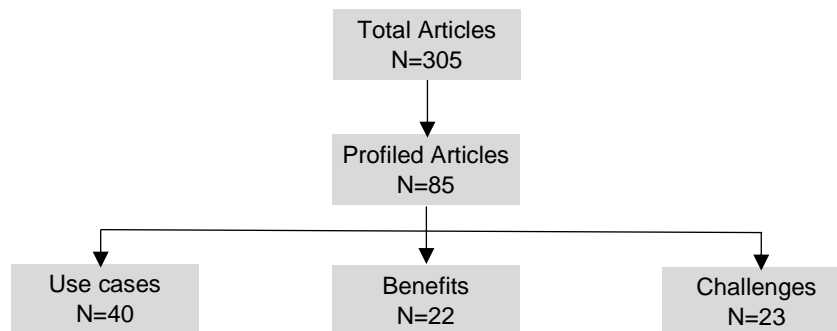 Total Articles
N=305
Profiled Articles
N=85
Use cases
N=40
Benefits
N=22
Challenges
N=23